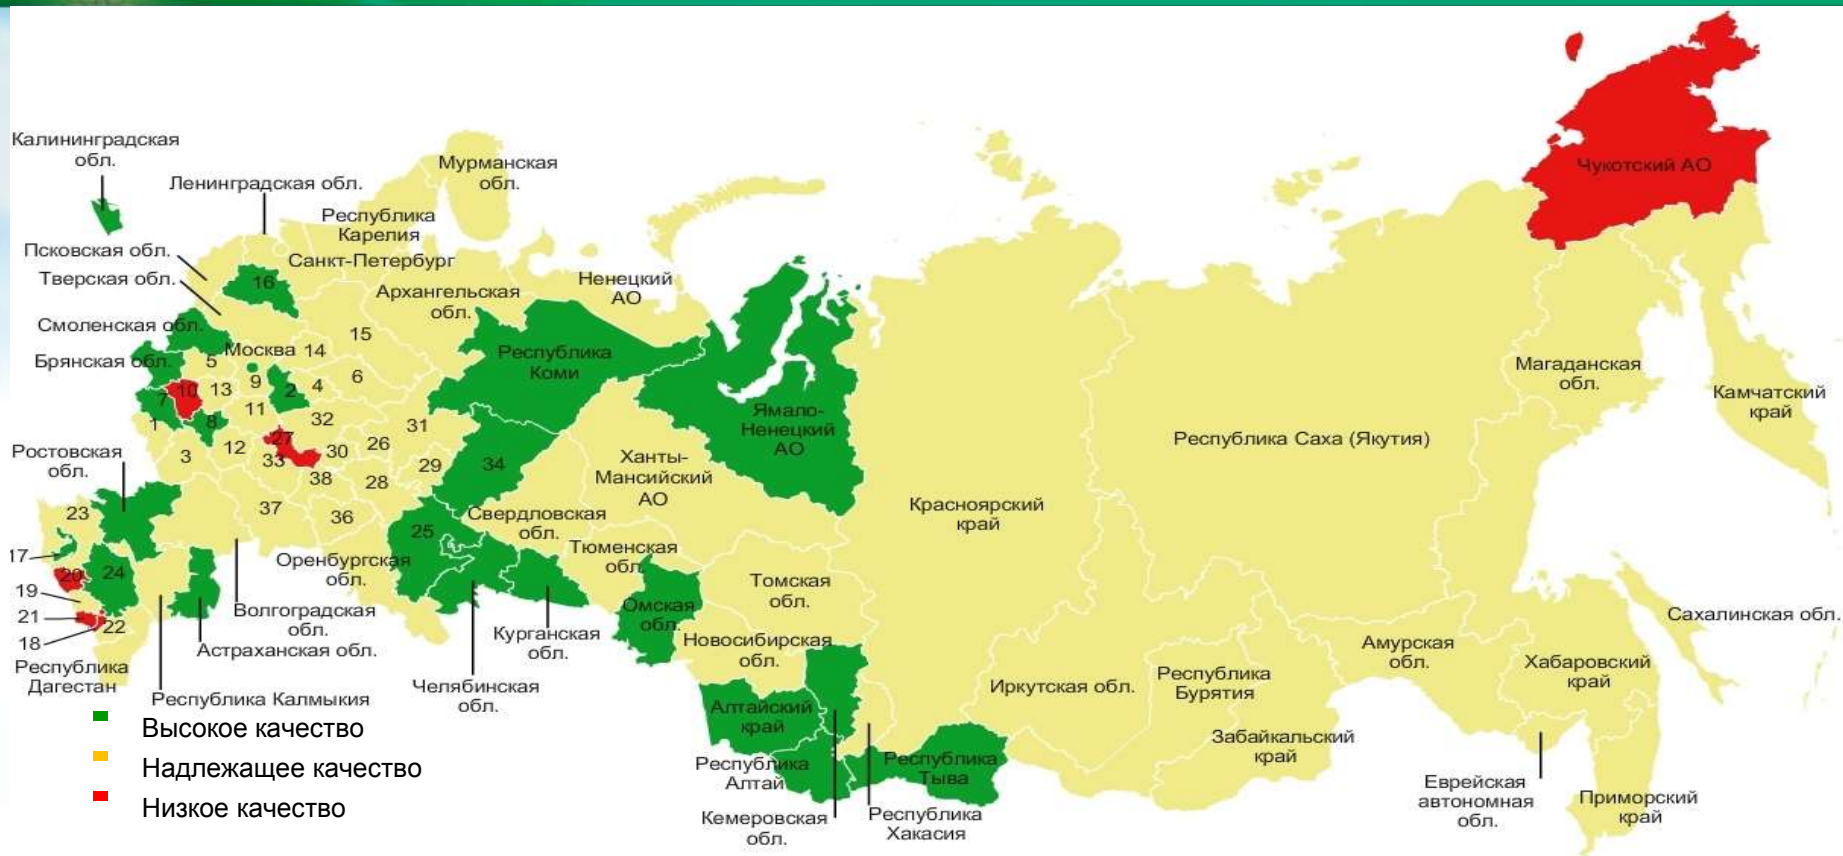 Калининградская
обл.
Ленинградская обл.
Мурманская
обл.
Республика
Карелия
Псковская обл.
Санкт-Петербург
Тверская обл.
Ненецкий
АО
Архангельская
обл.
16
Смоленская обл.
15
Брянская обл.
Москва
14
5
Республика
Коми
6
9
4
2
13
10
7
11
8
1
32
31
27
26
12
30
3
33
29
34
38
28
Ростовская
обл.
37
36
23
25
Чукотский АО
Магаданская
обл.
Камчатский
край
Ямало-
Ненецкий
АО
Республика Саха (Якутия)
Ханты-
Мансийский
АО
Красноярский
край
Свердловская
обл.
Тюменская
обл.
Оренбургская
обл.
17
24
20
19
21
22
18
Томская
обл.
Омская
обл.
Волгоградская
обл.
Астраханская обл.
Курганская
обл.
Новосибирская
обл.
Сахалинская обл.
Амурская
обл.
Хабаровский
край
Республика
Дагестан
Республика Калмыкия
Челябинская
обл.
Иркутская обл.
Республика
Бурятия
Алтайский
край
Забайкальский
край
Республика
Алтай
Республика
Тыва
Кемеровская
обл.
Республика
Хакасия
Еврейская
автономная
обл.
Приморский
край
Высокое качество
Надлежащее качество
Низкое качество